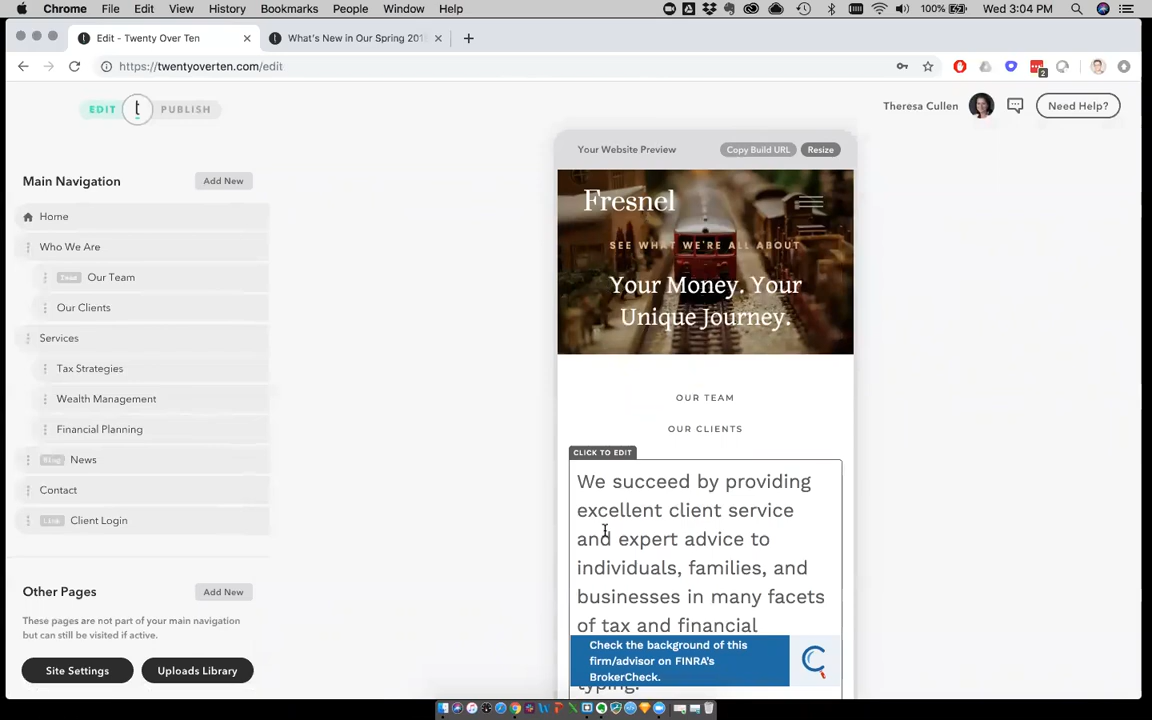 Chrome File Edit View History Bookmarks People Window Help
100% Wed 3:04 PM
Edit - Twenty Over Ten
What's New in Our Spring 201
https://twentyoverten.com/edit
2
EDIT t PUBLISH
Theresa Cullen
Need Help?
Your Website Preview
Copy Build URL
Resize
Main Navigation
Add New
Home
Who We Are
Team Our Team
Our Clients
Services
Tax Strategies
Wealth Management
Financial Planning
Blog News
Contact
Link Client Login
Other Pages
Add New
These pages are not part of your main navigation
but can still be visited if active.
Site Settings
Uploads Library
Fresnel
SEE WHAT WE'RE ALL ABOUT
Your Money. Your
Unique Journey.
OUR TEAM
OUR CLIENTS
CLICK TO EDIT
We succeed by providing
excellent client service
and expert advice to
individuals, families, and
businesses in many facets
of tax and financial
typing.
Check the background of this
firm/advisor on FINRA's
BrokerCheck.